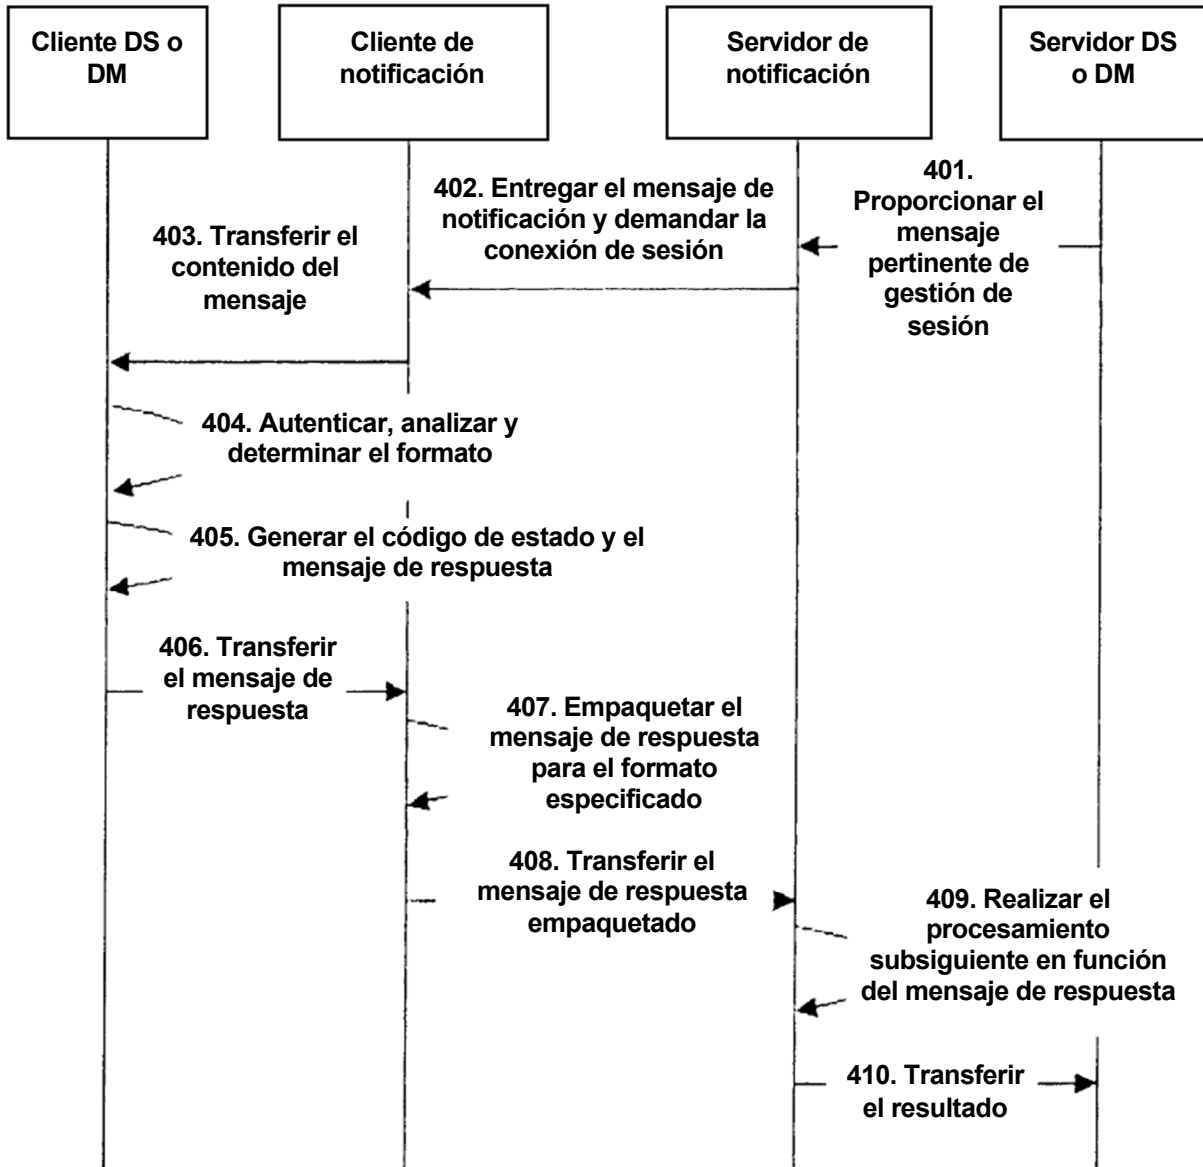 Cliente DS o
DM
Cliente de
notificación
Servidor de
notificación
Servidor DS
o DM
401.
Proporcionar el
mensaje
pertinente de
gestión de
sesión
402. Entregar el mensaje de
notificación y demandar la
conexión de sesión
403. Transferir el
contenido del
mensaje
404. Autenticar, analizar y
determinar el formato
405. Generar el código de estado y el
mensaje de respuesta
406. Transferir
el mensaje de
respuesta
407. Empaquetar el
mensaje de respuesta
para el formato
especificado
408. Transferir el
mensaje de respuesta
empaquetado
409. Realizar el
procesamiento
subsiguiente en función
del mensaje de respuesta
410. Transferir
el resultado